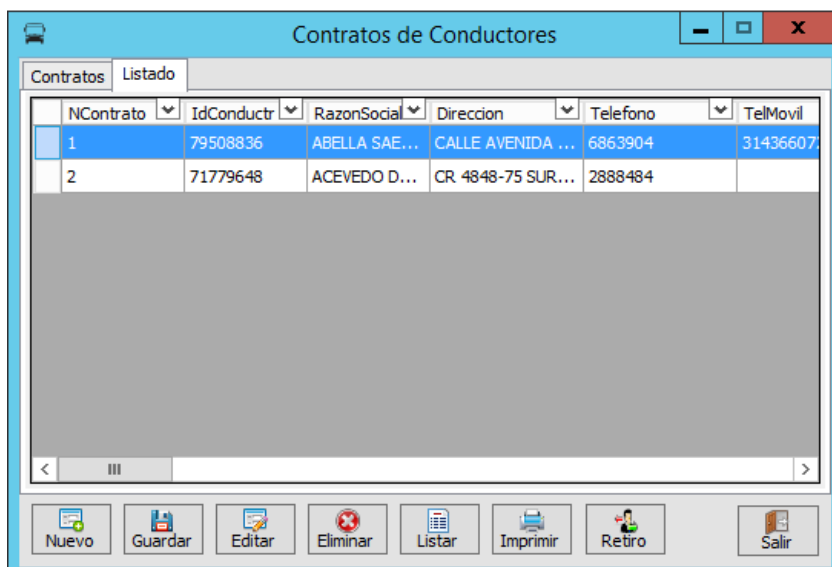 Contratos de Conductores
Contratos Listado
NContrato IdConductr RazonSocial Direccion Telefono TelMovil
1 79508836 ABELLA SAE... CALLE AVENIDA ... 6863904 31436607
2 71779648 ACEVEDO D... CR 4848-75 SUR... 2888484
Nuevo Guardar Editar Eliminar Listar Imprimir Retiro Salir